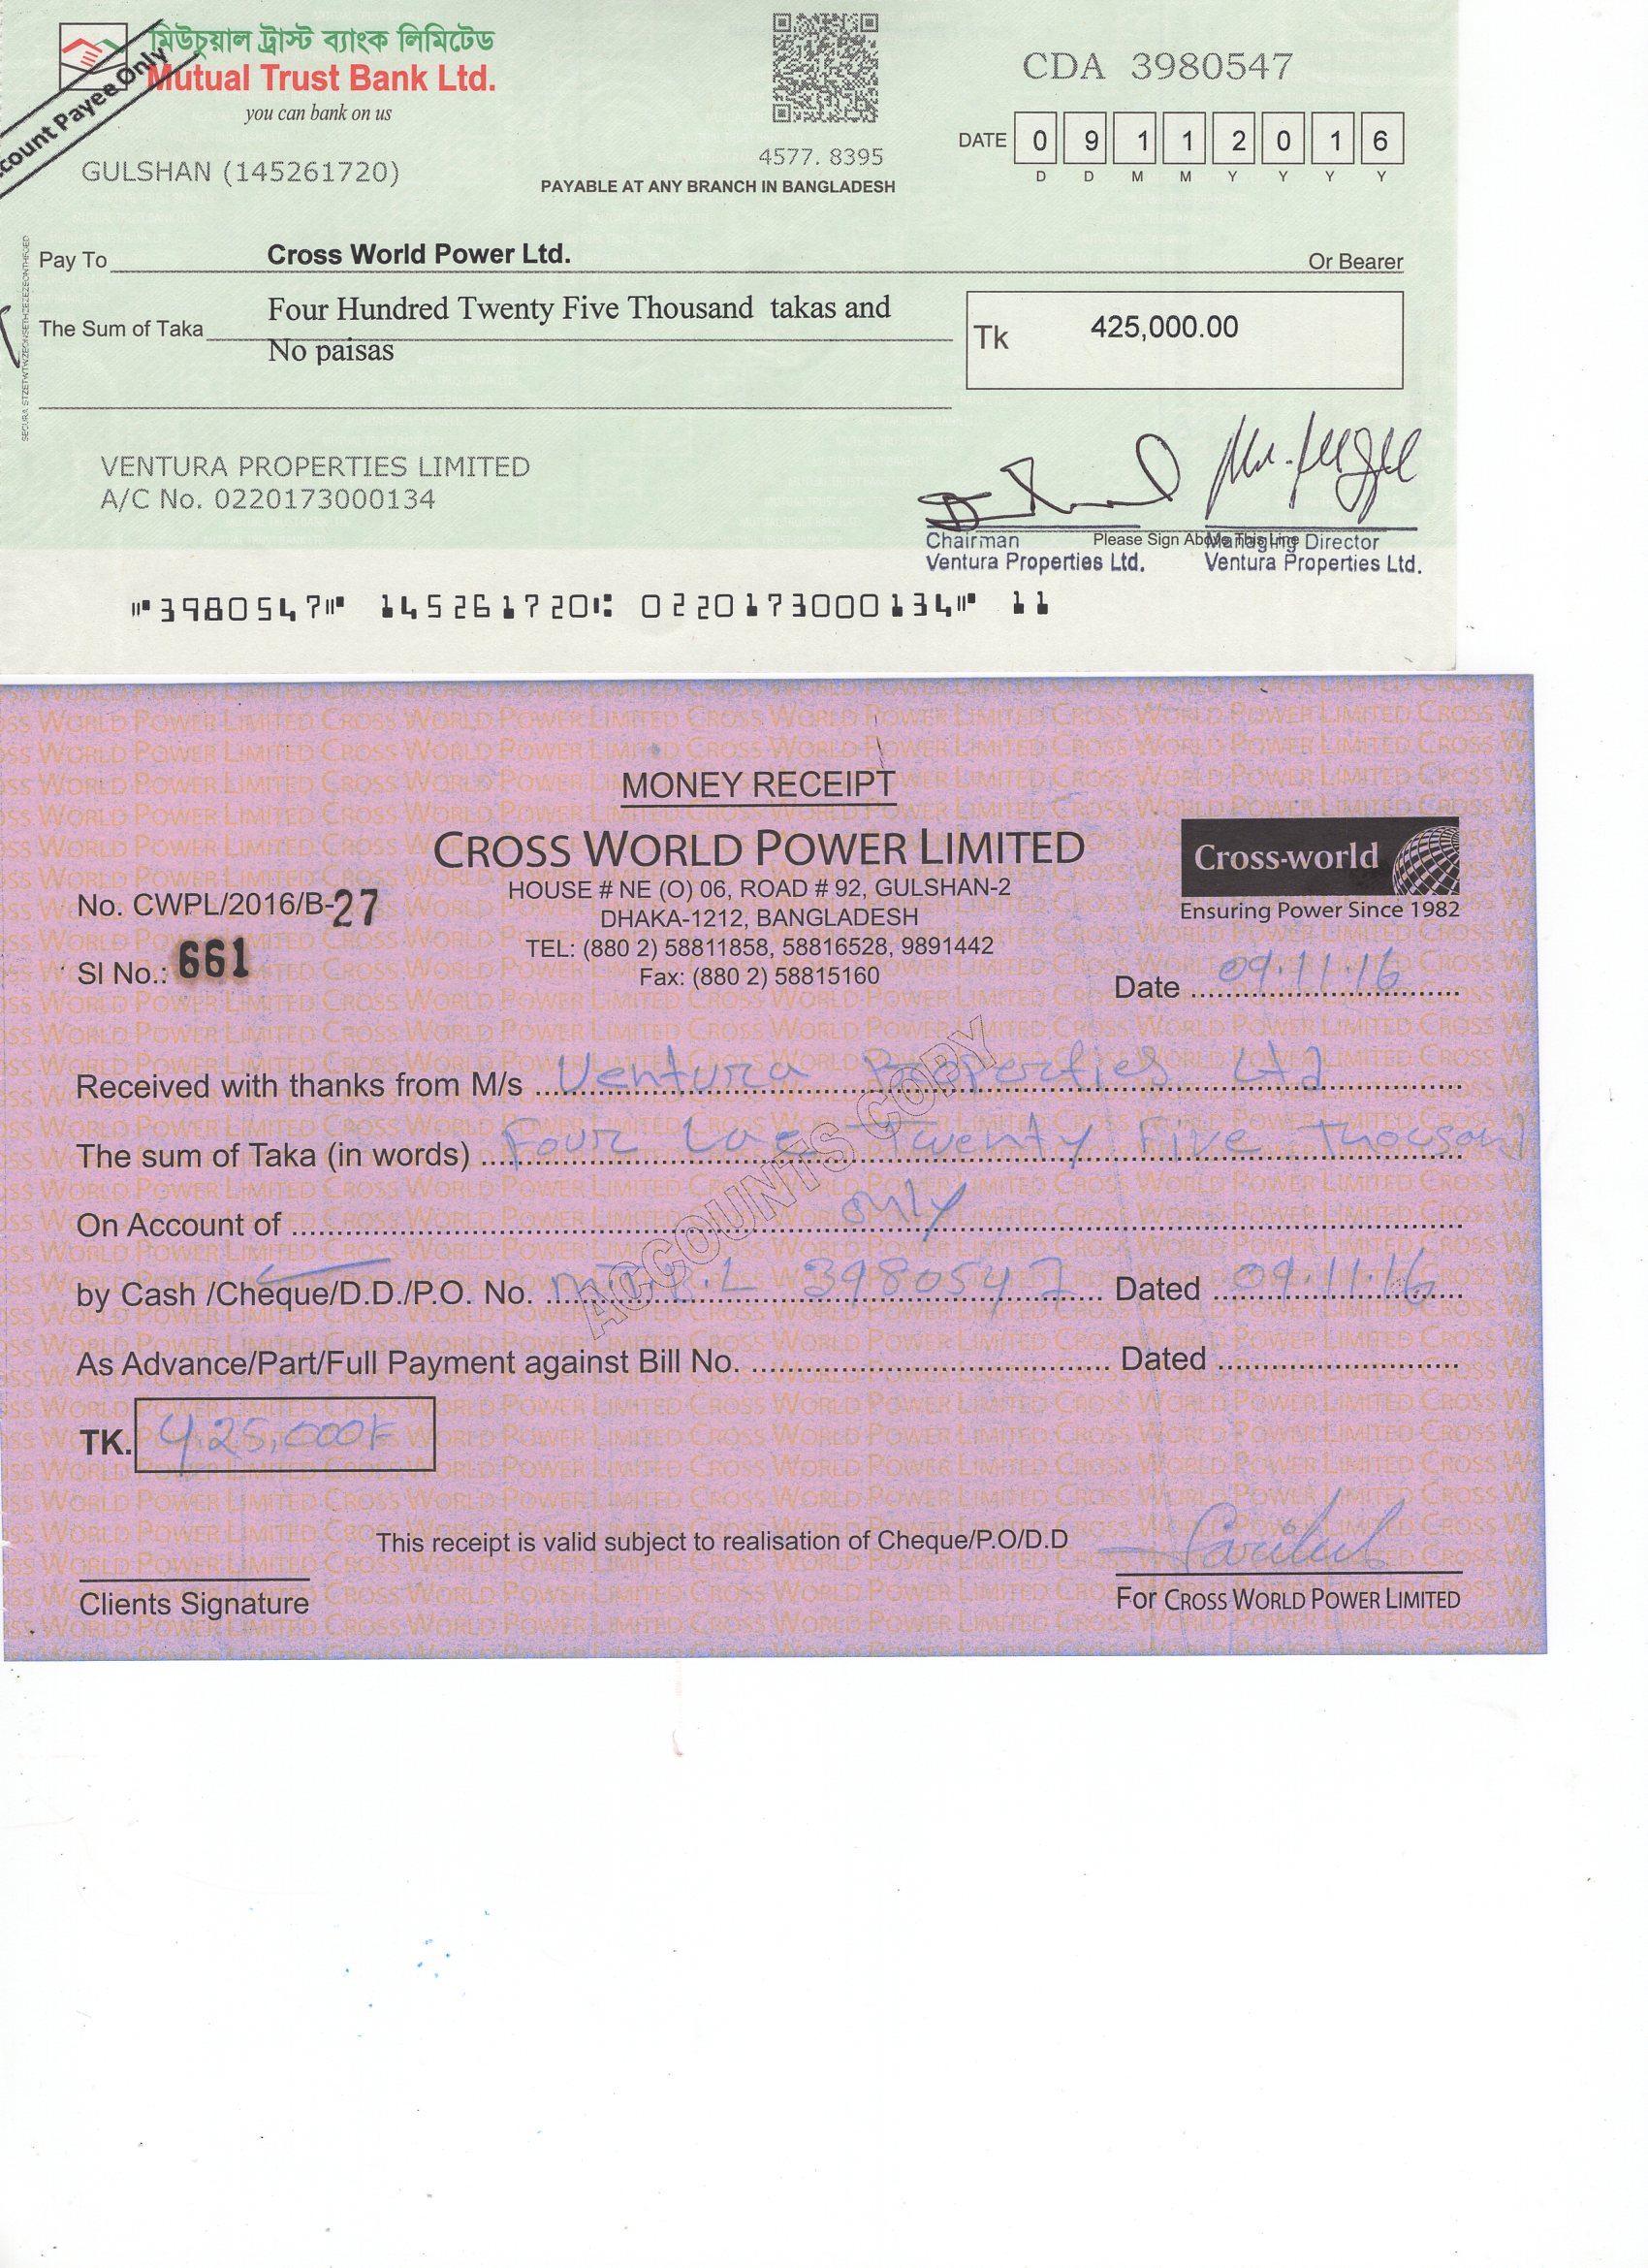 মিউচুয়াল ট্রাস্ট ব্যাংক লিমিটেড
Mutual Trust Bank Ltd.
you can bank on us
count Payee Only
GULSHAN (145261720)
4577. 8395
PAYABLE AT ANY BRANCH IN BANGLADESH
CDA 3980547
DATE 0 9 1 1 2 0 1 6
D D M M Y Y Y Y
Pay To Cross World Power Ltd. Or Bearer
The Sum of Taka Four Hundred Twenty Five Thousand takas and
No paisas
Tk 425,000.00
VENTURA PROPERTIES LIMITED
A/C No. 0220173000134
Please Sign Above This Line
Chairman
Ventura Properties Ltd.
Managing Director
Ventura Properties Ltd.
⑈3980547⑈ 145261720⑆ 0220173000134⑈ 11
MONEY RECEIPT
CROSS WORLD POWER LIMITED
HOUSE # NE (O) 06, ROAD # 92, GULSHAN-2
DHAKA-1212, BANGLADESH
TEL: (880 2) 58811858, 58816528, 9891442
Fax: (880 2) 58815160
Cross-world
Ensuring Power Since 1982
No. CWPL/2016/B-27
SI No.: 661
Date 09.11.16
Received with thanks from M/s Ventura Properties Ltd
The sum of Taka (in words) Four Lac Twenty Five Thousand
On Account of only
by Cash /Cheque/D.D./P.O. No. M.T.B.L 3980547 Dated 09.11.16
As Advance/Part/Full Payment against Bill No. Dated
TK. 425,000/-
ACCOUNTS COPY
This receipt is valid subject to realisation of Cheque/P.O/D.D
Clients Signature
For CROSS WORLD POWER LIMITED